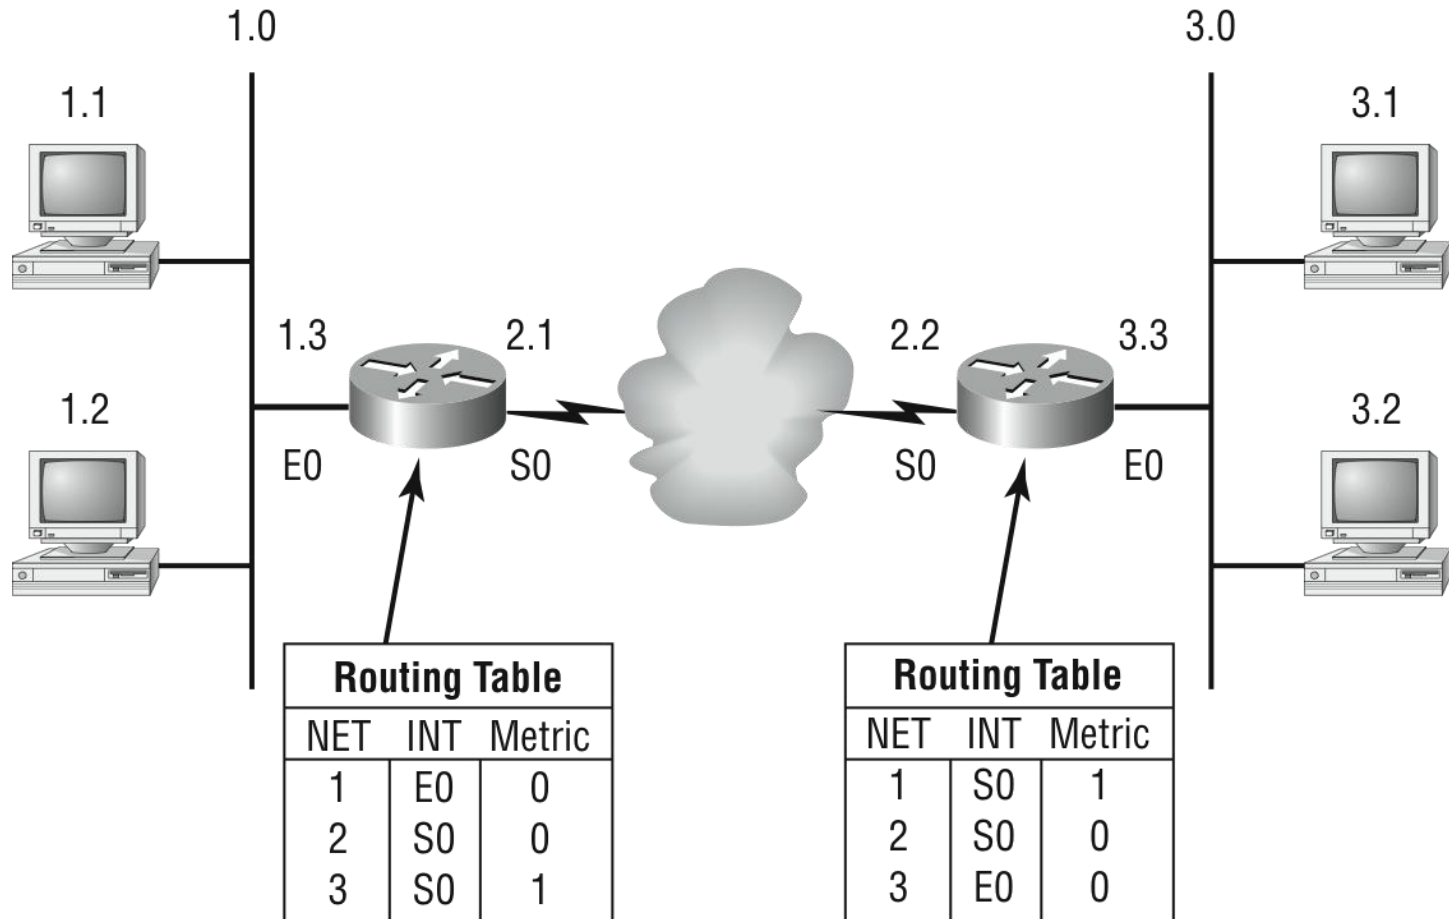 1.0
3.0
1.1
3.1
1.3
2.1
2.2
3.3
1.2
3.2
E0
S0
S0
E0
Routing Table
NET INT Metric
1 E0 0
2 S0 0
3 S0 1
Routing Table
NET INT Metric
1 S0 1
2 S0 0
3 E0 0